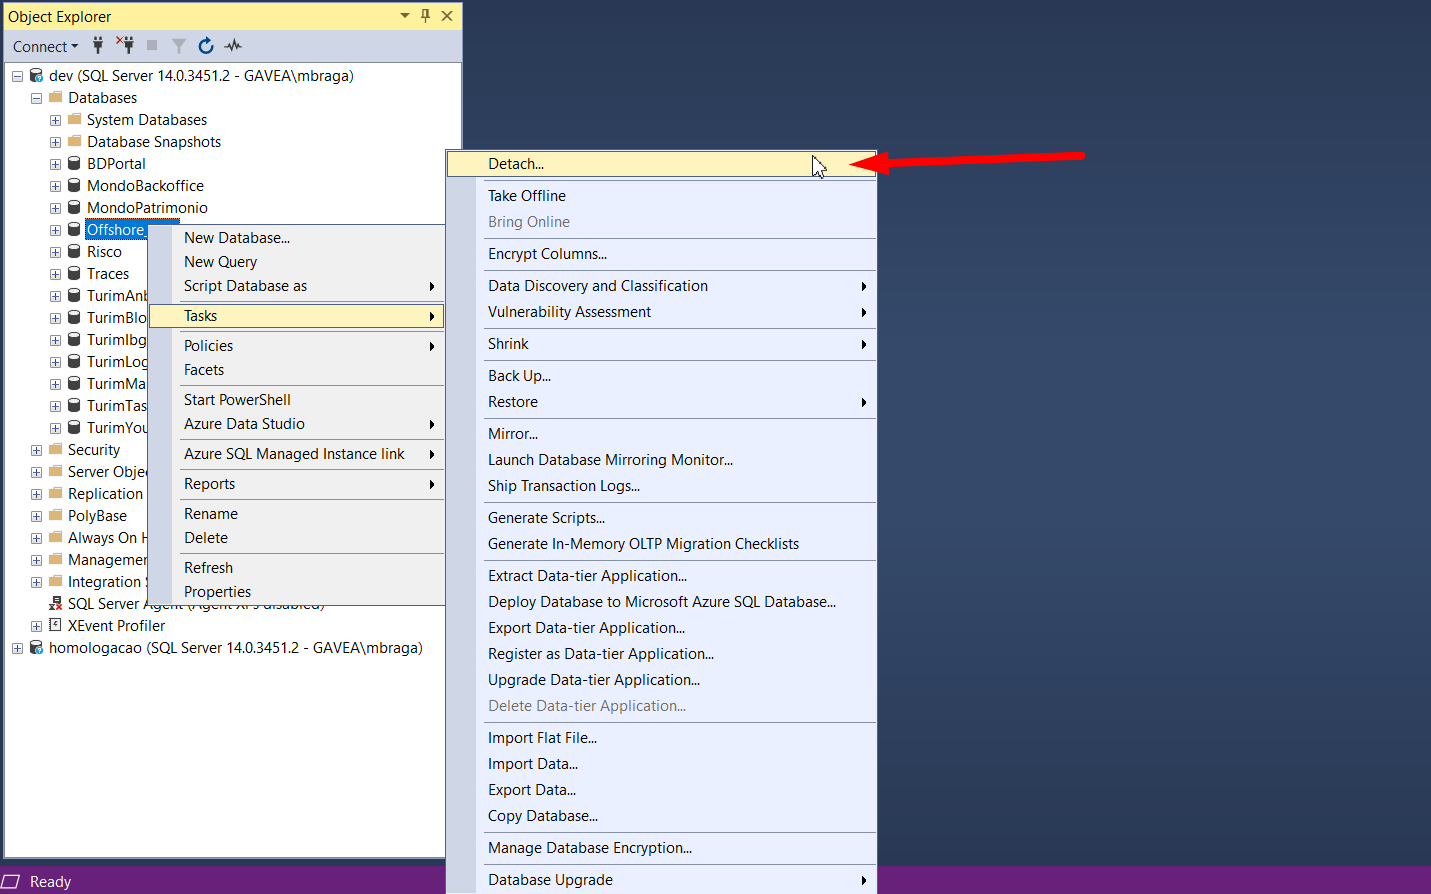 Object Explorer
Connect
dev (SQL Server 14.0.3451.2 - GAVEA\mbraga)
Databases
System Databases
Database Snapshots
BDPortal
MondoBackoffice
MondoPatrimonio
Offshore_
Risco
Traces
TurimAnb
TurimBlo
TurimIbg
TurimLog
TurimMa
TurimTas
TurimYou
Security
Server Obje
Replication
PolyBase
Always On H
Managemen
Integration S
SQL Server Agent (Agent XPs disabled)
XEvent Profiler
homologacao (SQL Server 14.0.3451.2 - GAVEA\mbraga)
New Database...
New Query
Script Database as
Tasks
Policies
Facets
Start PowerShell
Azure Data Studio
Azure SQL Managed Instance link
Reports
Rename
Delete
Refresh
Properties
Detach...
Take Offline
Bring Online
Encrypt Columns...
Data Discovery and Classification
Vulnerability Assessment
Shrink
Back Up...
Restore
Mirror...
Launch Database Mirroring Monitor...
Ship Transaction Logs...
Generate Scripts...
Generate In-Memory OLTP Migration Checklists
Extract Data-tier Application...
Deploy Database to Microsoft Azure SQL Database...
Export Data-tier Application...
Register as Data-tier Application...
Upgrade Data-tier Application...
Delete Data-tier Application...
Import Flat File...
Import Data...
Export Data...
Copy Database...
Manage Database Encryption...
Database Upgrade
Ready